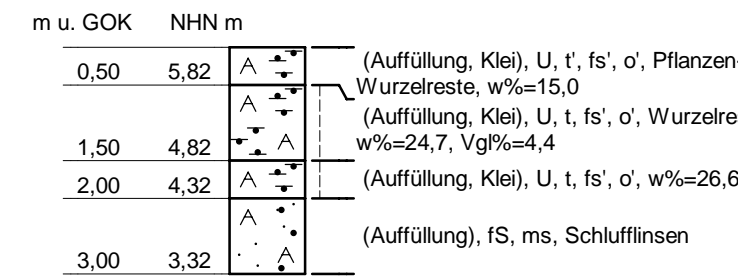 m u. GOK NHN m
(Auffüllung, Klei), U, t', fs', o', Pflanzen-
0,50 5,82 A
Wurzelreste, w%=15,0
A
(Auffüllung, Klei), U, t, fs', o',
1,50 4,82 A
w%=24,7, Vgl%=4,4
2,00 4,32 A (Auffüllung, Klei), U, t, fs', o', w%=26,6
A
(Auffüllung), fS, ms, Schlufflinsen
3,00 3,32 A